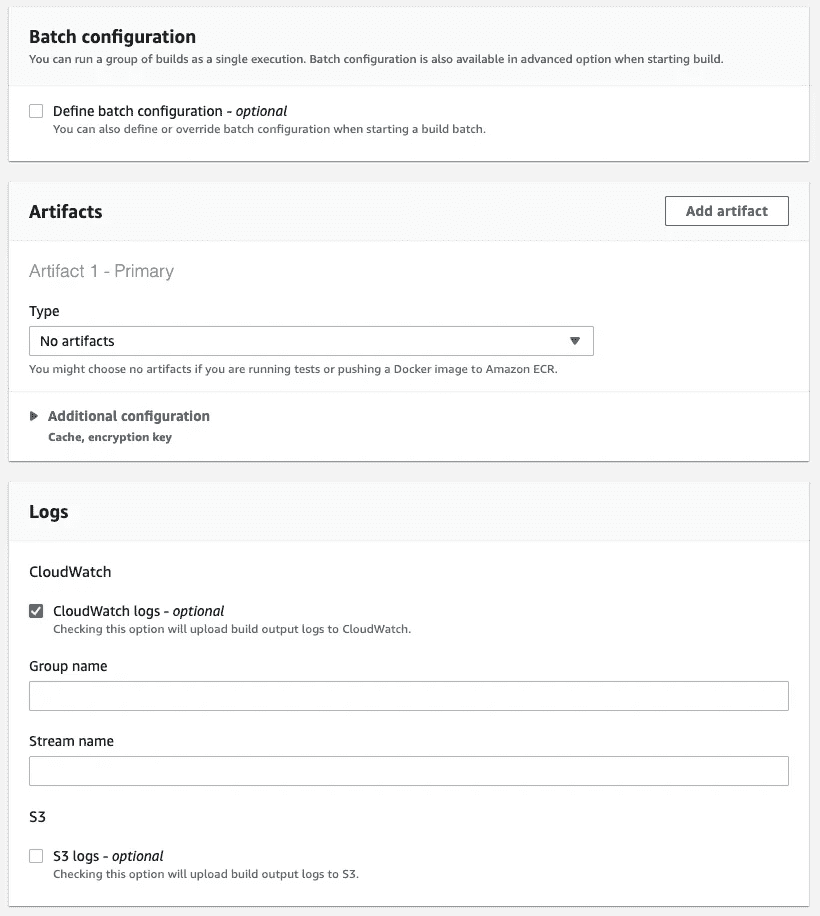 Batch configuration
You can run a group of builds as a single execution. Batch configuration is also available in advanced option when starting build.
Define batch configuration - optional
You can also define or override batch configuration when starting a build batch.
Artifacts
Add artifact
Artifact 1 - Primary
Type
No artifacts
You might choose no artifacts if you are running tests or pushing a Docker image to Amazon ECR.
Additional configuration
Cache, encryption key
Logs
CloudWatch
CloudWatch logs - optional
Checking this option will upload build output logs to CloudWatch.
Group name
Stream name
S3
S3 logs - optional
Checking this option will upload build output logs to S3.